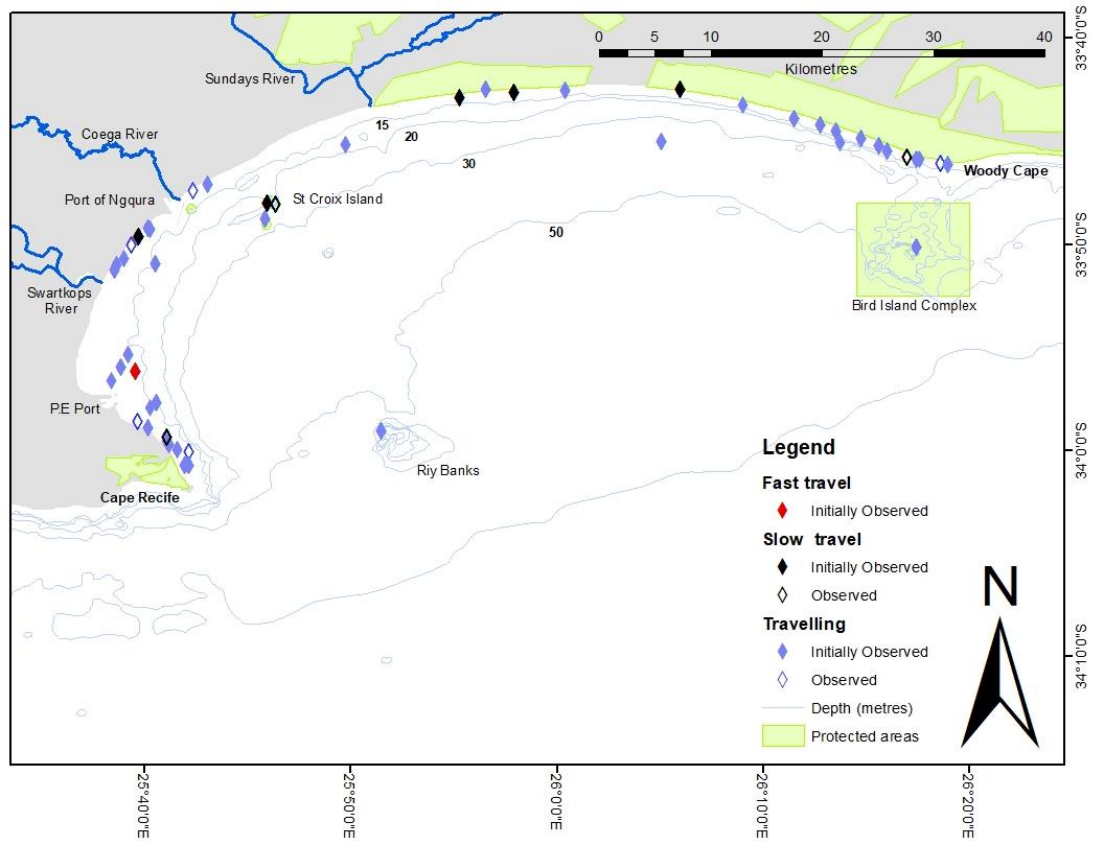 0 5 10 20 30 40
Kilometres
33°40'0"S
Sundays River
15
20
30
Coega River
Port of Ngqura
St Croix Island
Woody Cape
50
33°50'0"S
Swartkops
River
Bird Island Complex
P.E Port
Riy Banks
Cape Recife
34°0'0"S
Legend
Fast travel
Initially Observed
Slow travel
Initially Observed
Observed
Travelling
Initially Observed
Observed
Depth (metres)
Protected areas
N
34°10'0"S
25°40'0"E
25°50'0"E
26°0'0"E
26°10'0"E
26°20'0"E